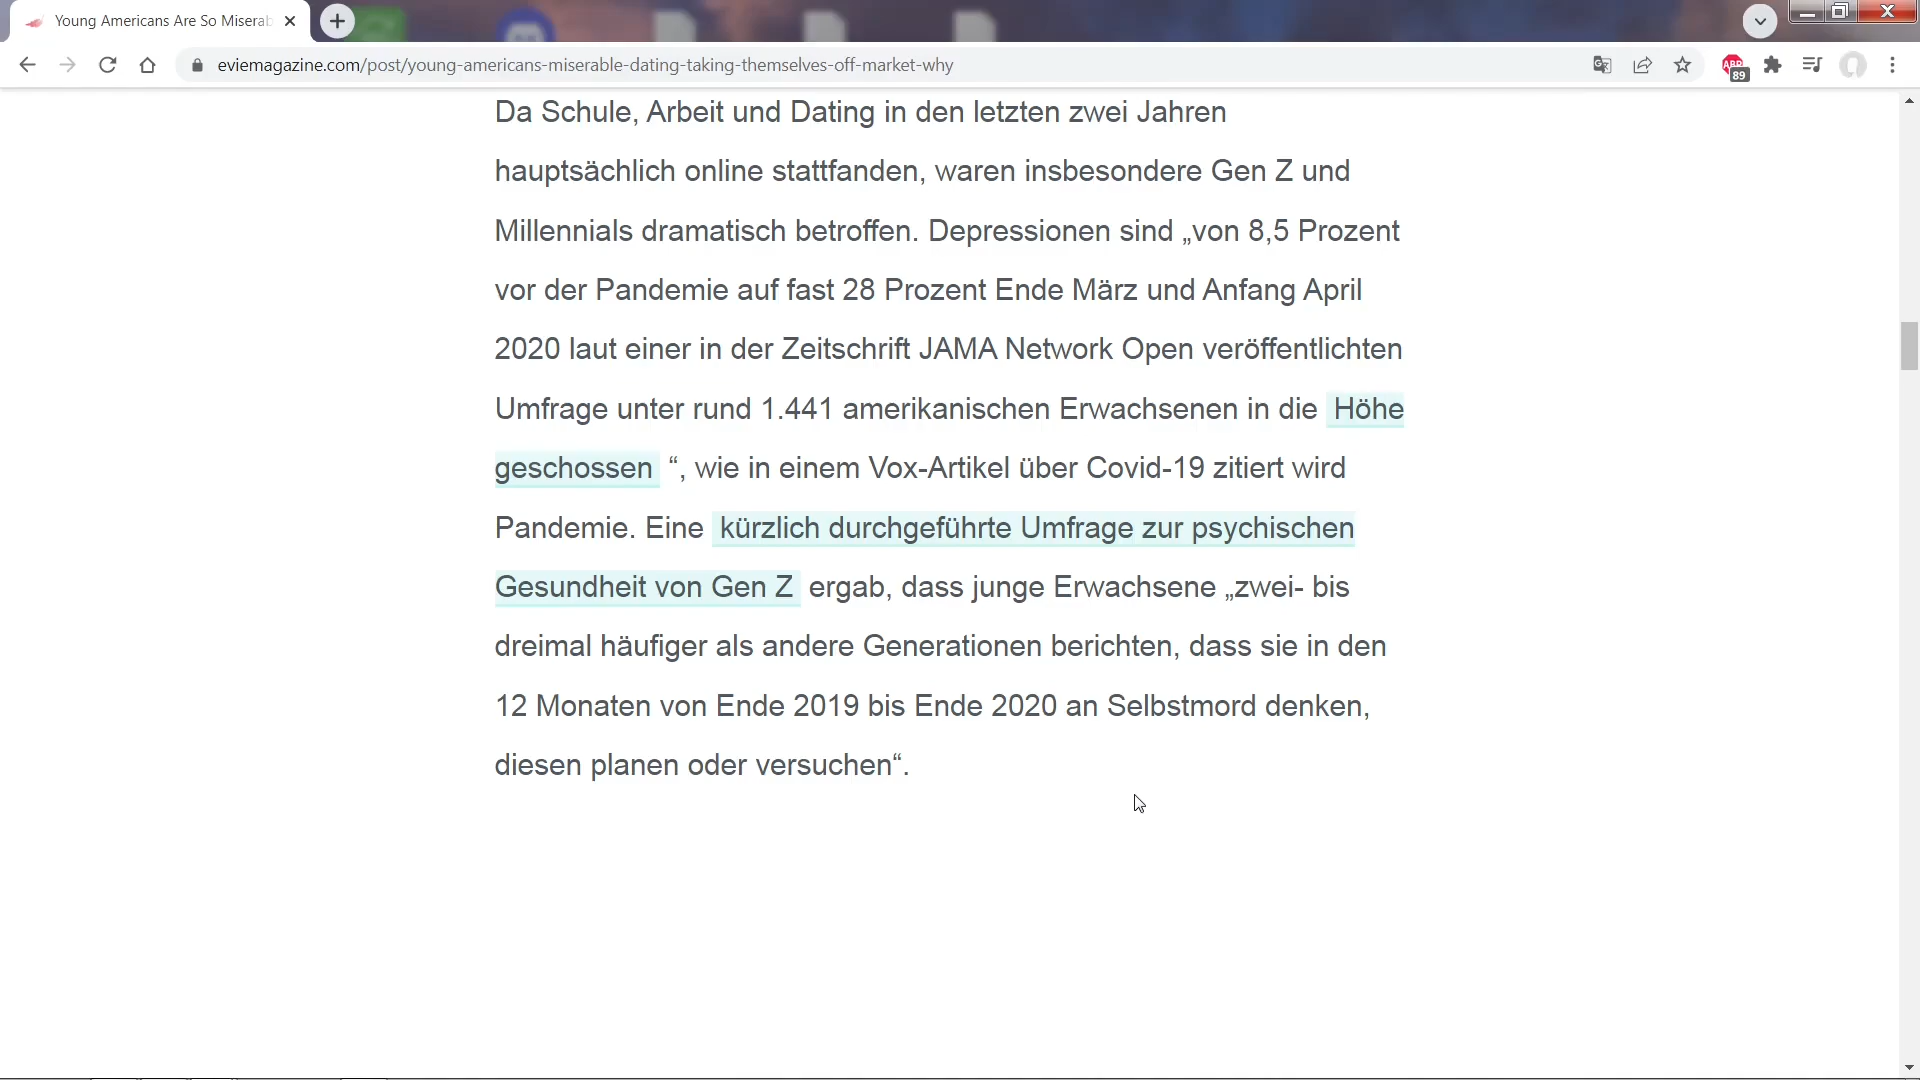 Young Americans Are So Miserab
eviemagazine.com/post/young-americans-miserable-dating-taking-themselves-off-market-why
ABP
89
Da Schule, Arbeit und Dating in den letzten zwei Jahren
hauptsächlich online stattfanden, waren insbesondere Gen Z und
Millennials dramatisch betroffen. Depressionen sind „von 8,5 Prozent
vor der Pandemie auf fast 28 Prozent Ende März und Anfang April
2020 laut einer in der Zeitschrift JAMA Network Open veröffentlichten
Umfrage unter rund 1.441 amerikanischen Erwachsenen in die Höhe
geschossen “, wie in einem Vox-Artikel über Covid-19 zitiert wird
Pandemie. Eine kürzlich durchgeführte Umfrage zur psychischen
Gesundheit von Gen Z ergab, dass junge Erwachsene „zwei- bis
dreimal häufiger als andere Generationen berichten, dass sie in den
12 Monaten von Ende 2019 bis Ende 2020 an Selbstmord denken,
diesen planen oder versuchen“.